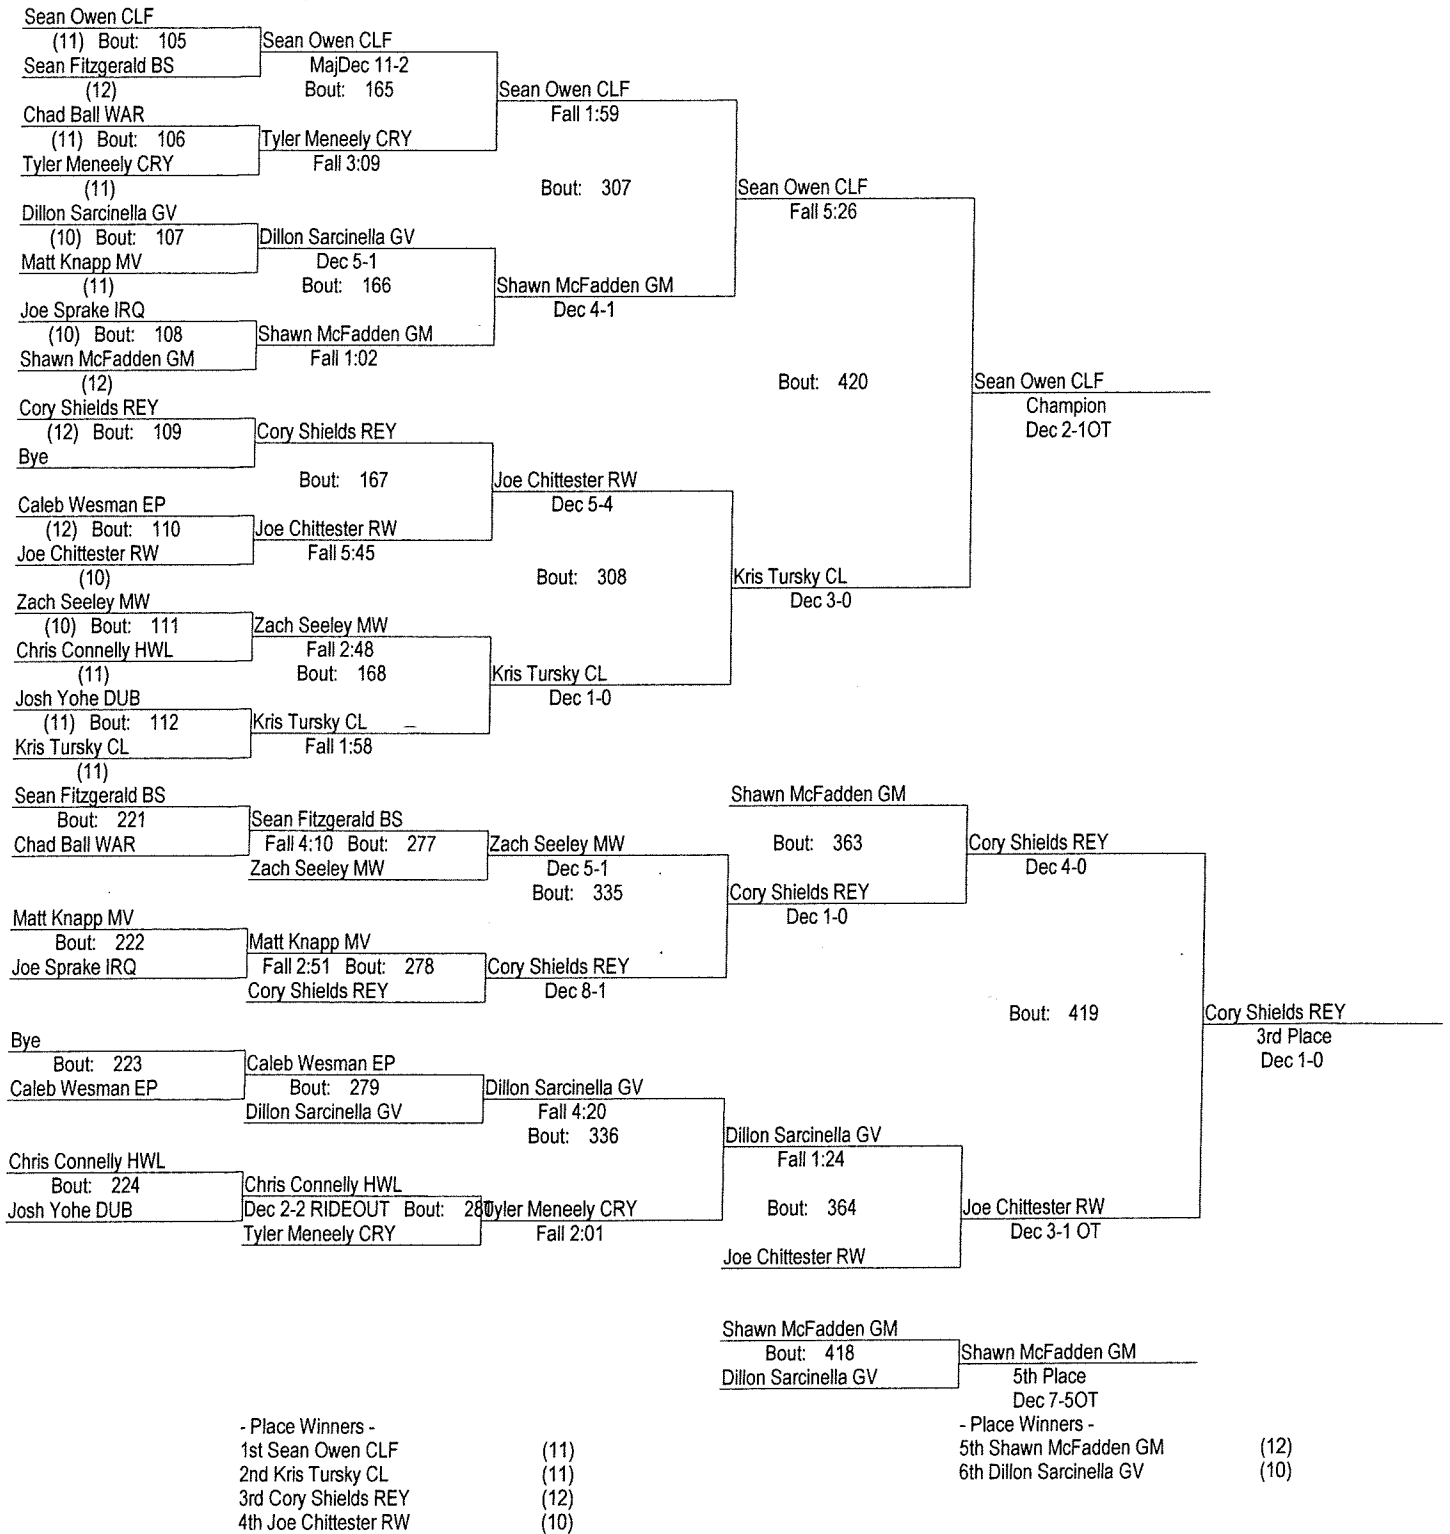 Sean Owen CLF
(11) Bout: 105
Sean Owen CLF
Sean Fitzgerald BS
MajDec 11-2
(12)
Bout: 165
Sean Owen CLF
Chad Ball WAR
Fall 1:59
(11) Bout: 106
Tyler Meneely CRY
Tyler Meneely CRY
Fall 3:09
(11)
Bout: 307
Sean Owen CLF
Dillon Sarcinella GV
Fall 5:26
(10) Bout: 107
Dillon Sarcinella GV
Matt Knapp MV
Dec 5-1
(11)
Bout: 166
Shawn McFadden GM
Joe Sprake IRQ
Dec 4-1
(10) Bout: 108
Shawn McFadden GM
Shawn McFadden GM
Fall 1:02
(12)
Bout: 420
Sean Owen CLF
Cory Shields REY
Champion
(12) Bout: 109
Cory Shields REY
Dec 2-1OT
Bye
Bout: 167
Joe Chittester RW
Caleb Wesman EP
Dec 5-4
(12) Bout: 110
Joe Chittester RW
Joe Chittester RW
Fall 5:45
(10)
Bout: 308
Kris Tursky CL
Zach Seeley MW
Dec 3-0
(10) Bout: 111
Zach Seeley MW
Chris Connelly HWL
Fall 2:48
(11)
Bout: 168
Kris Tursky CL
Josh Yohe DUB
Dec 1-0
(11) Bout: 112
Kris Tursky CL
Kris Tursky CL
Fall 1:58
(11)
Sean Fitzgerald BS
Shawn McFadden GM
Bout: 221
Sean Fitzgerald BS
Chad Ball WAR
Fall 4:10 Bout: 277
Zach Seeley MW
Bout: 363
Cory Shields REY
Zach Seeley MW
Dec 5-1
Dec 4-0
Bout: 335
Cory Shields REY
Matt Knapp MV
Dec 1-0
Bout: 222
Matt Knapp MV
Joe Sprake IRQ
Fall 2:51 Bout: 278
Cory Shields REY
Cory Shields REY
Dec 8-1
Bout: 419
Cory Shields REY
Bye
3rd Place
Bout: 223
Caleb Wesman EP
Dec 1-0
Caleb Wesman EP
Bout: 279
Dillon Sarcinella GV
Dillon Sarcinella GV
Fall 4:20
Bout: 336
Dillon Sarcinella GV
Chris Connelly HWL
Fall 1:24
Bout: 224
Chris Connelly HWL
Josh Yohe DUB
Dec 2-2 RIDEOUT Bout: 280
Tyler Meneely CRY
Bout: 364
Joe Chittester RW
Tyler Meneely CRY
Fall 2:01
Dec 3-1 OT
Joe Chittester RW
Shawn McFadden GM
Bout: 418
Shawn McFadden GM
Dillon Sarcinella GV
5th Place
Dec 7-5OT
- Place Winners -
1st Sean Owen CLF (11)
2nd Kris Tursky CL (11)
3rd Cory Shields REY (12)
4th Joe Chittester RW (10)
- Place Winners -
5th Shawn McFadden GM (12)
6th Dillon Sarcinella GV (10)